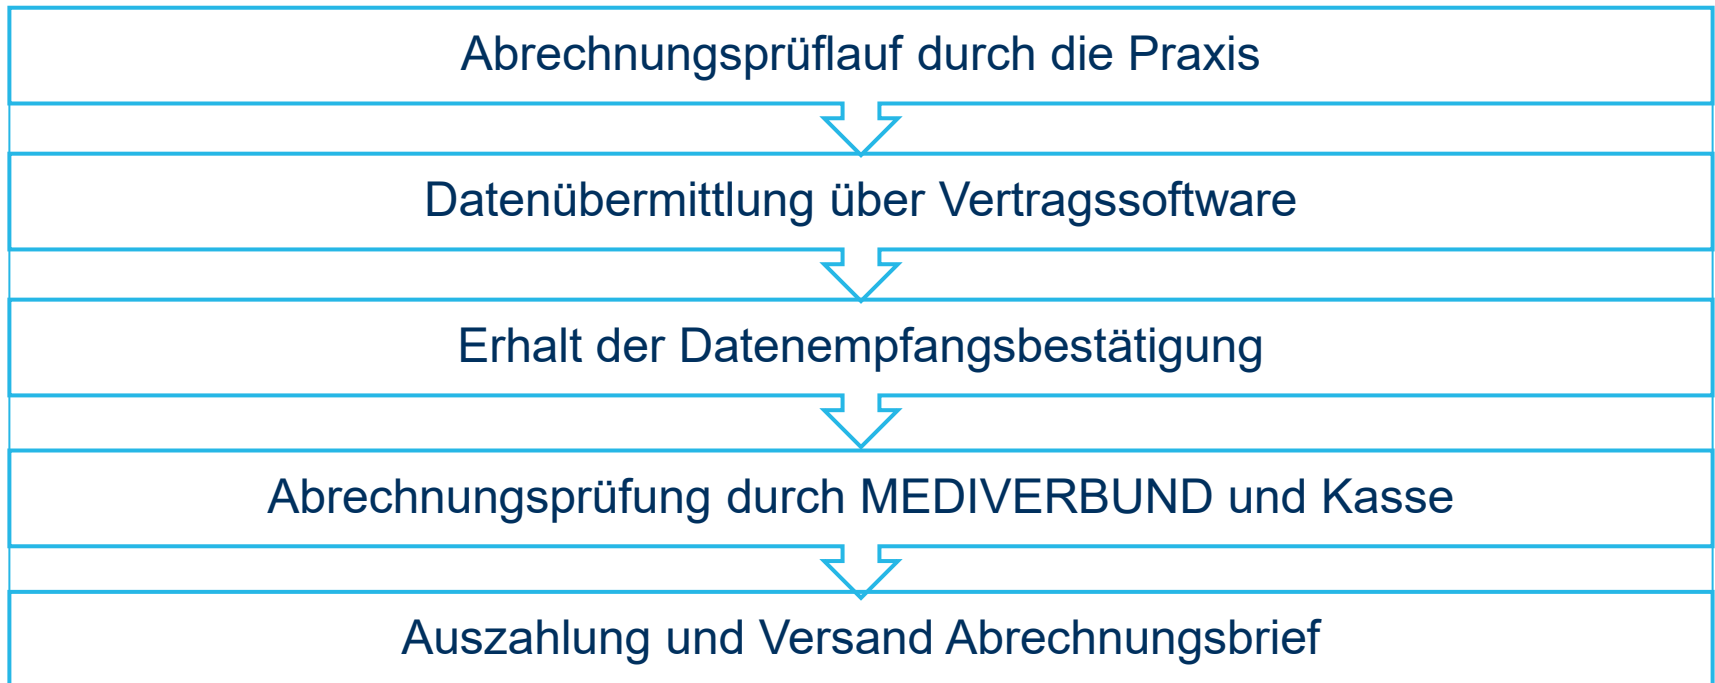 Abrechnungsprüflauf durch die Praxis
Datenübermittlung über Vertragssoftware
Erhalt der Datenempfangsbestätigung
Abrechnungsprüfung durch MEDIVERBUND und Kasse
Auszahlung und Versand Abrechnungsbrief